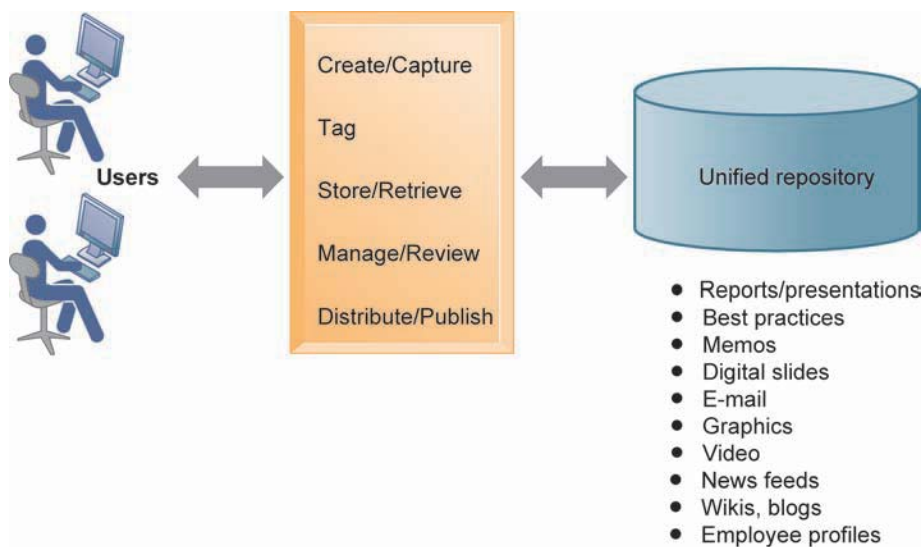 Users
Create/Capture
Tag
Store/Retrieve
Manage/Review
Distribute/Publish
Unified repository
• Reports/presentations
• Best practices
• Memos
• Digital slides
• E-mail
• Graphics
• Video
• News feeds
• Wikis, blogs
• Employee profiles